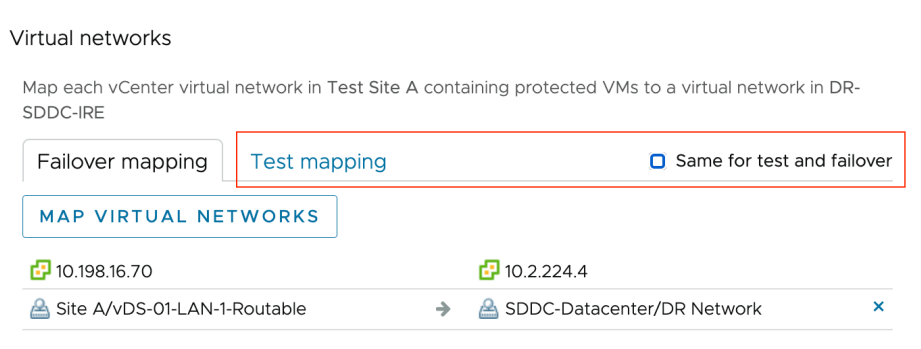 Virtual networks
Map each vCenter virtual network in Test Site A containing protected VMs to a virtual network in DR-
SDDC-IRE
Failover mapping Test mapping Same for test and failover
MAP VIRTUAL NETWORKS
10.198.16.70 10.2.224.4
Site A/vDS-01-LAN-1-Routable SDDC-Datacenter/DR Network